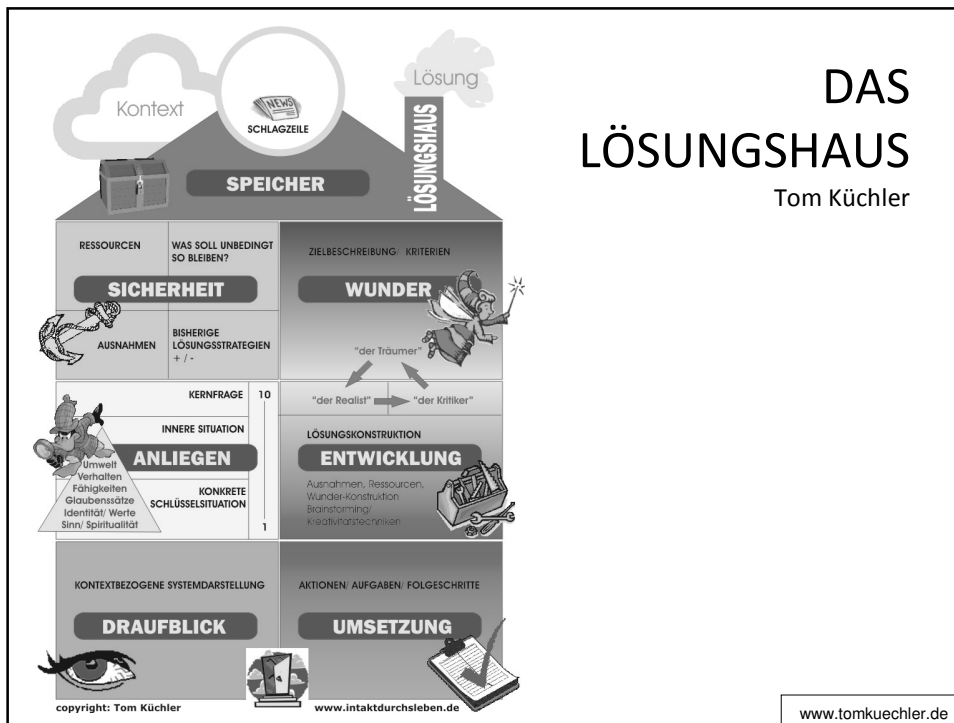 DAS
LÖSUNGSHAUS
Tom Küchler
Kontext
NEWS
SCHLAGZEILE
Lösung
LÖSUNGSHAUS
SPEICHER
RESSOURCEN
WAS SOLL UNBEDINGT
SO BLEIBEN?
SICHERHEIT
AUSNAHMEN
BISHERIGE
LÖSUNGSSTRATEGIEN
+ / -
ZIELBESCHREIBUNG/ KRITERIEN
WUNDER
"der Träumer"
"der Realist"
"der Kritiker"
KERNFRAGE
10
INNERE SITUATION
ANLIEGEN
KONKRETE
SCHLÜSSELSITUATION
1
Umwelt
Verhalten
Fähigkeiten
Glaubenssätze
Identität/ Werte
Sinn/ Spiritualität
LÖSUNGSKONSTRUKTION
ENTWICKLUNG
Ausnahmen, Ressourcen,
Wunder-Konstruktion
Brainstorming/
Kreativitätstechniken
KONTEXTBEZOGENE SYSTEMDARSTELLUNG
DRAUFBLICK
AKTIONEN/ AUFGABEN/ FOLGESCHRITTE
UMSETZUNG
copyright: Tom Küchler
www.intaktdurchsleben.de
www.tomkuechler.de